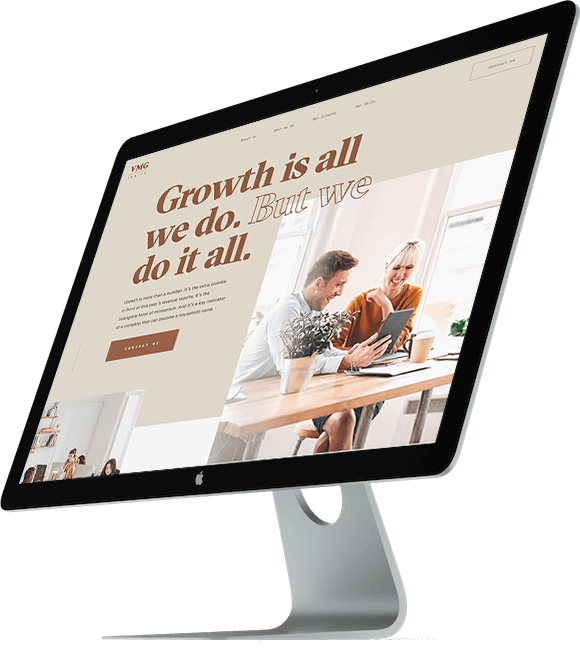 VMG
About Us
What We Do
Our Clients
Our Skills
Contact us
Growth is all
we do. But we
do it all.
Growth is more than a number. It's the extra comma
in front of this year's revenue reports. It's the
intangible force of momentum. And it's a key indicator
of a company that can become a household name.
CONTACT US